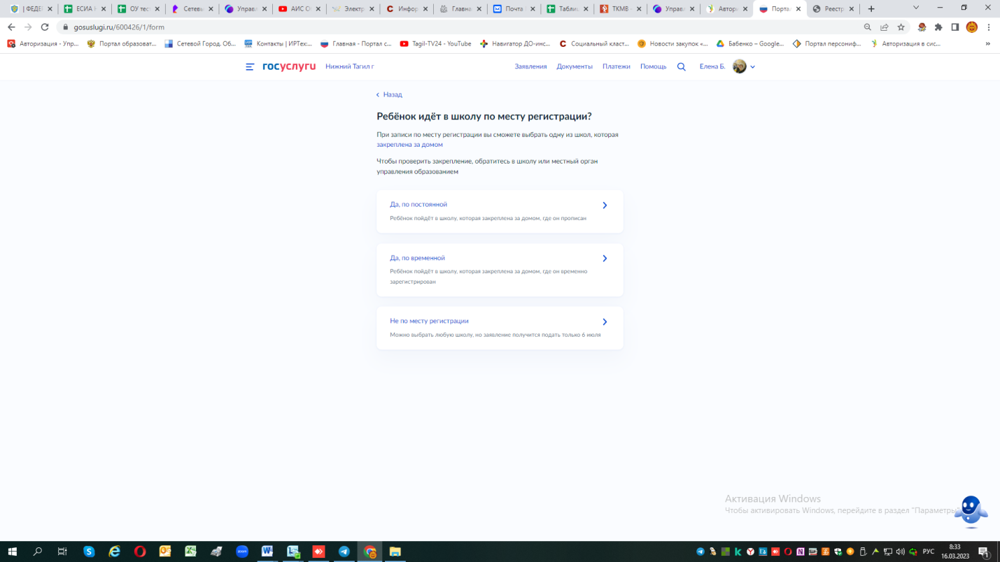 ФЕДЕ
ЕСИА Н
ОУ тес
Сетевы
Управл
АИС О
Электр
Инфор
Главна
Почта
Таблиц
ТКМВ -
Управл
Автори
Портал
Реестр
gosuslugi.ru/600426/1/form
Авторизация - Упр...
Портал образоват...
Сетевой Город. Об...
Контакты | ИРТех...
Главная - Портал с...
Tagil-TV24 - YouTube
Навигатор ДО-инс...
Социальный класт...
Новости закупок «...
Бабенко – Google...
Портал персониф...
Авторизация в сис...
»
госуслуги
Нижний Тагил г
Заявления
Документы
Платежи
Помощь
Елена Б.
Назад
Ребёнок идёт в школу по месту регистрации?
При записи по месту регистрации вы сможете выбрать одну из школ, которая
закреплена за домом
Чтобы проверить закрепление, обратитесь в школу или местный орган
управления образованием
Да, по постоянной
Ребёнок пойдёт в школу, которая закреплена за домом, где он прописан
Да, по временной
Ребёнок пойдёт в школу, которая закреплена за домом, где он временно
зарегистрирован
Не по месту регистрации
Можно выбрать любую школу, но заявление получится подать только 6 июля
Активация Windows
Чтобы активировать Windows, перейдите в раздел "Параметры
zoom
РУС
8:33
16.03.2023